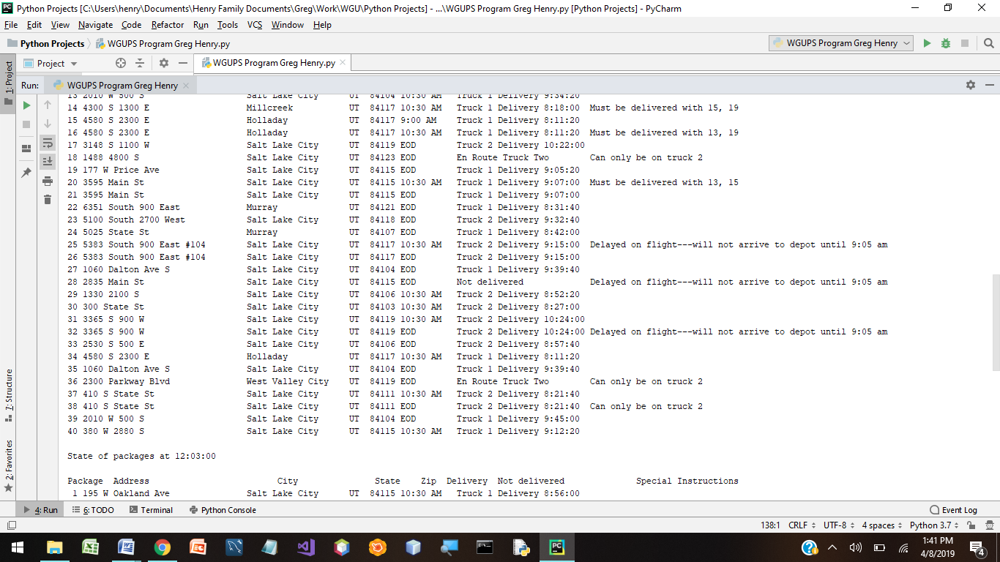 Python Projects [C:\Users\henry\Documents\Henry Family Documents\Greg\Work\WGU\Python Projects] - ...\WGUPS Program Greg Henry.py [Python Projects] - PyCharm
File Edit View Navigate Code Refactor Run Tools VCS Window Help
Python Projects WGUPS Program Greg Henry.py WGUPS Program Greg Henry
1: Project Project WGUPS Program Greg Henry.py
Run: WGUPS Program Greg Henry
13 2010 W 500 S Salt Lake City UT 84104 10:30 AM Truck 1 Delivery 9:34:20
14 4300 S 1300 E Millcreek UT 84117 10:30 AM Truck 1 Delivery 8:18:00 Must be delivered with 15, 19
15 4580 S 2300 E Holladay UT 84117 9:00 AM Truck 1 Delivery 8:11:20
16 4580 S 2300 E Holladay UT 84117 10:30 AM Truck 1 Delivery 8:11:20 Must be delivered with 13, 19
17 3148 S 1100 W Salt Lake City UT 84119 EOD Truck 2 Delivery 10:22:00
18 1488 4800 S Salt Lake City UT 84123 EOD En Route Truck Two Can only be on truck 2
19 177 W Price Ave Salt Lake City UT 84115 EOD Truck 1 Delivery 9:05:20
20 3595 Main St Salt Lake City UT 84115 10:30 AM Truck 1 Delivery 9:07:00 Must be delivered with 13, 15
21 3595 Main St Salt Lake City UT 84115 EOD Truck 1 Delivery 9:07:00
22 6351 South 900 East Murray UT 84121 EOD Truck 1 Delivery 8:31:40
23 5100 South 2700 West Salt Lake City UT 84118 EOD Truck 2 Delivery 9:32:40
24 5025 State St Murray UT 84107 EOD Truck 1 Delivery 8:42:00
25 5383 South 900 East #104 Salt Lake City UT 84117 10:30 AM Truck 2 Delivery 9:15:00 Delayed on flight---will not arrive to depot until 9:05 am
26 5383 South 900 East #104 Salt Lake City UT 84117 EOD Truck 2 Delivery 9:15:00
27 1060 Dalton Ave S Salt Lake City UT 84104 EOD Truck 1 Delivery 9:39:40
28 2835 Main St Salt Lake City UT 84115 EOD Not delivered Delayed on flight---will not arrive to depot until 9:05 am
29 1330 2100 S Salt Lake City UT 84106 10:30 AM Truck 2 Delivery 8:52:20
30 300 State St Salt Lake City UT 84103 10:30 AM Truck 2 Delivery 8:27:00
31 3365 S 900 W Salt Lake City UT 84119 10:30 AM Truck 2 Delivery 10:24:00
32 3365 S 900 W Salt Lake City UT 84119 EOD Truck 2 Delivery 10:24:00 Delayed on flight---will not arrive to depot until 9:05 am
33 2530 S 500 E Salt Lake City UT 84106 EOD Truck 2 Delivery 8:57:40
34 4580 S 2300 E Holladay UT 84117 10:30 AM Truck 1 Delivery 8:11:20
35 1060 Dalton Ave S Salt Lake City UT 84104 EOD Truck 1 Delivery 9:39:40
36 2300 Parkway Blvd West Valley City UT 84119 EOD En Route Truck Two Can only be on truck 2
37 410 S State St Salt Lake City UT 84111 10:30 AM Truck 2 Delivery 8:21:40
38 410 S State St Salt Lake City UT 84111 EOD Truck 2 Delivery 8:21:40 Can only be on truck 2
39 2010 W 500 S Salt Lake City UT 84104 EOD Truck 1 Delivery 9:45:00
40 380 W 2880 S Salt Lake City UT 84115 10:30 AM Truck 1 Delivery 9:12:20
State of packages at 12:03:00
Package Address City State Zip Delivery Not delivered Special Instructions
1 195 W Oakland Ave Salt Lake City UT 84115 10:30 AM Truck 1 Delivery 8:56:00
7: Structure
2: Favorites
4: Run 6: TODO Terminal Python Console Event Log
138:1 CRLF UTF-8 4 spaces Python 3.7
1:41 PM
4/8/2019
4